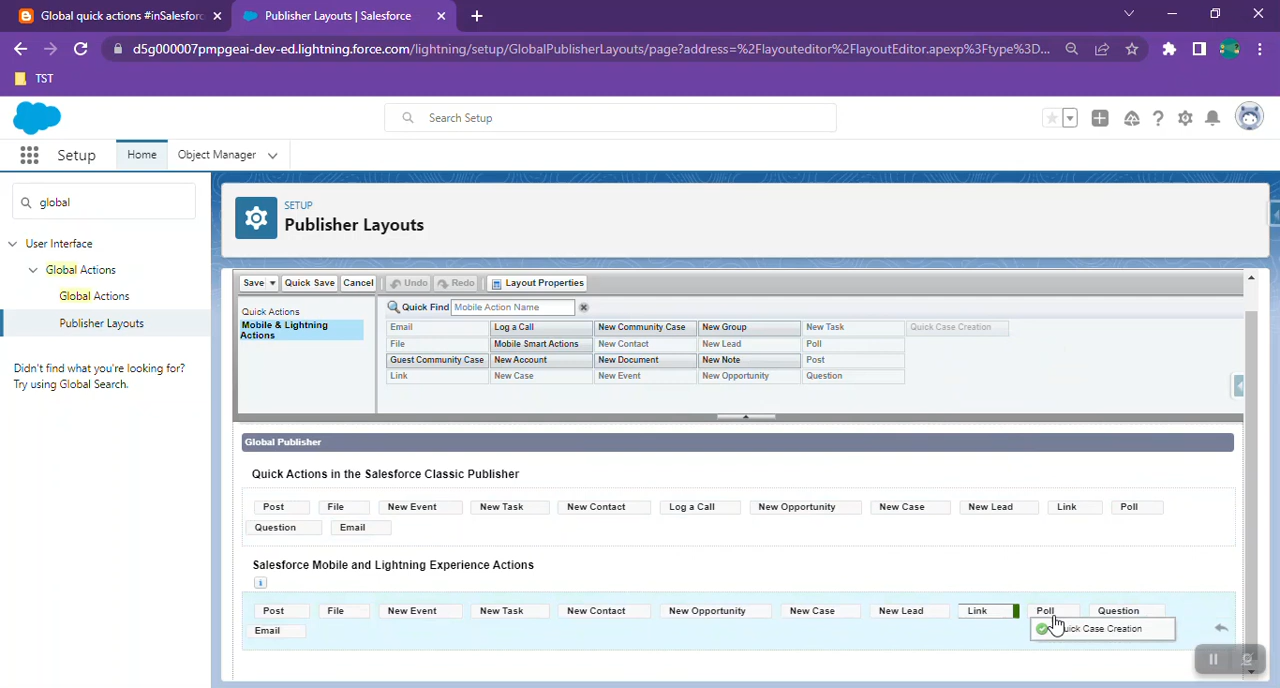 Global quick actions #inSalesforc
Publisher Layouts | Salesforce
d5g000007pmpgeai-dev-ed.lightning.force.com/lightning/setup/GlobalPublisherLayouts/page?address=%2Flayouteditor%2FlayoutEditor.apexp%3Ftype%3D...
TST
Search Setup
Setup
Home
Object Manager
global
User Interface
Global Actions
Global Actions
Publisher Layouts
Didn't find what you're looking for?
Try using Global Search.
SETUP
Publisher Layouts
Save Quick Save Cancel Undo Redo Layout Properties
Quick Actions
Mobile & Lightning
Actions
Quick Find Mobile Action Name
Email Log a Call New Community Case New Group New Task Quick Case Creation
File Mobile Smart Actions New Contact New Lead Poll
Guest Community Case New Account New Document New Note Post
Link New Case New Event New Opportunity Question
Global Publisher
Quick Actions in the Salesforce Classic Publisher
Post File New Event New Task New Contact Log a Call New Opportunity New Case New Lead Link Poll
Question Email
Salesforce Mobile and Lightning Experience Actions
Post File New Event New Task New Contact New Opportunity New Case New Lead Link Poll Question
Email
uick Case Creation